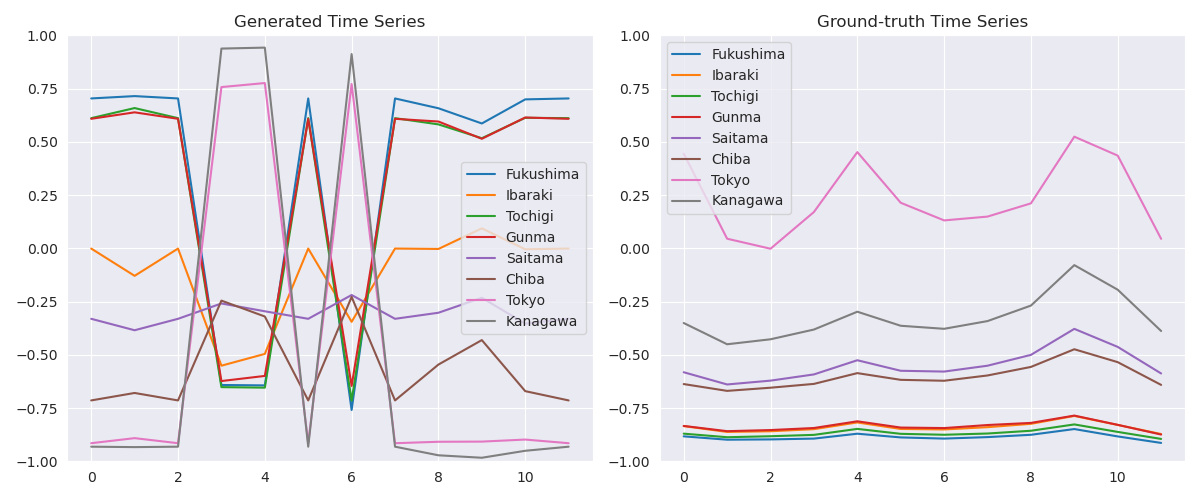 Generated Time Series
1.00
0.75
0.50
0.25
0.00
−0.25
−0.50
−0.75
−1.00
0 2 4 6 8 10
Fukushima
Ibaraki
Tochigi
Gunma
Saitama
Chiba
Tokyo
Kanagawa
Ground-truth Time Series
1.00
0.75
0.50
0.25
0.00
−0.25
−0.50
−0.75
−1.00
0 2 4 6 8 10
Fukushima
Ibaraki
Tochigi
Gunma
Saitama
Chiba
Tokyo
Kanagawa